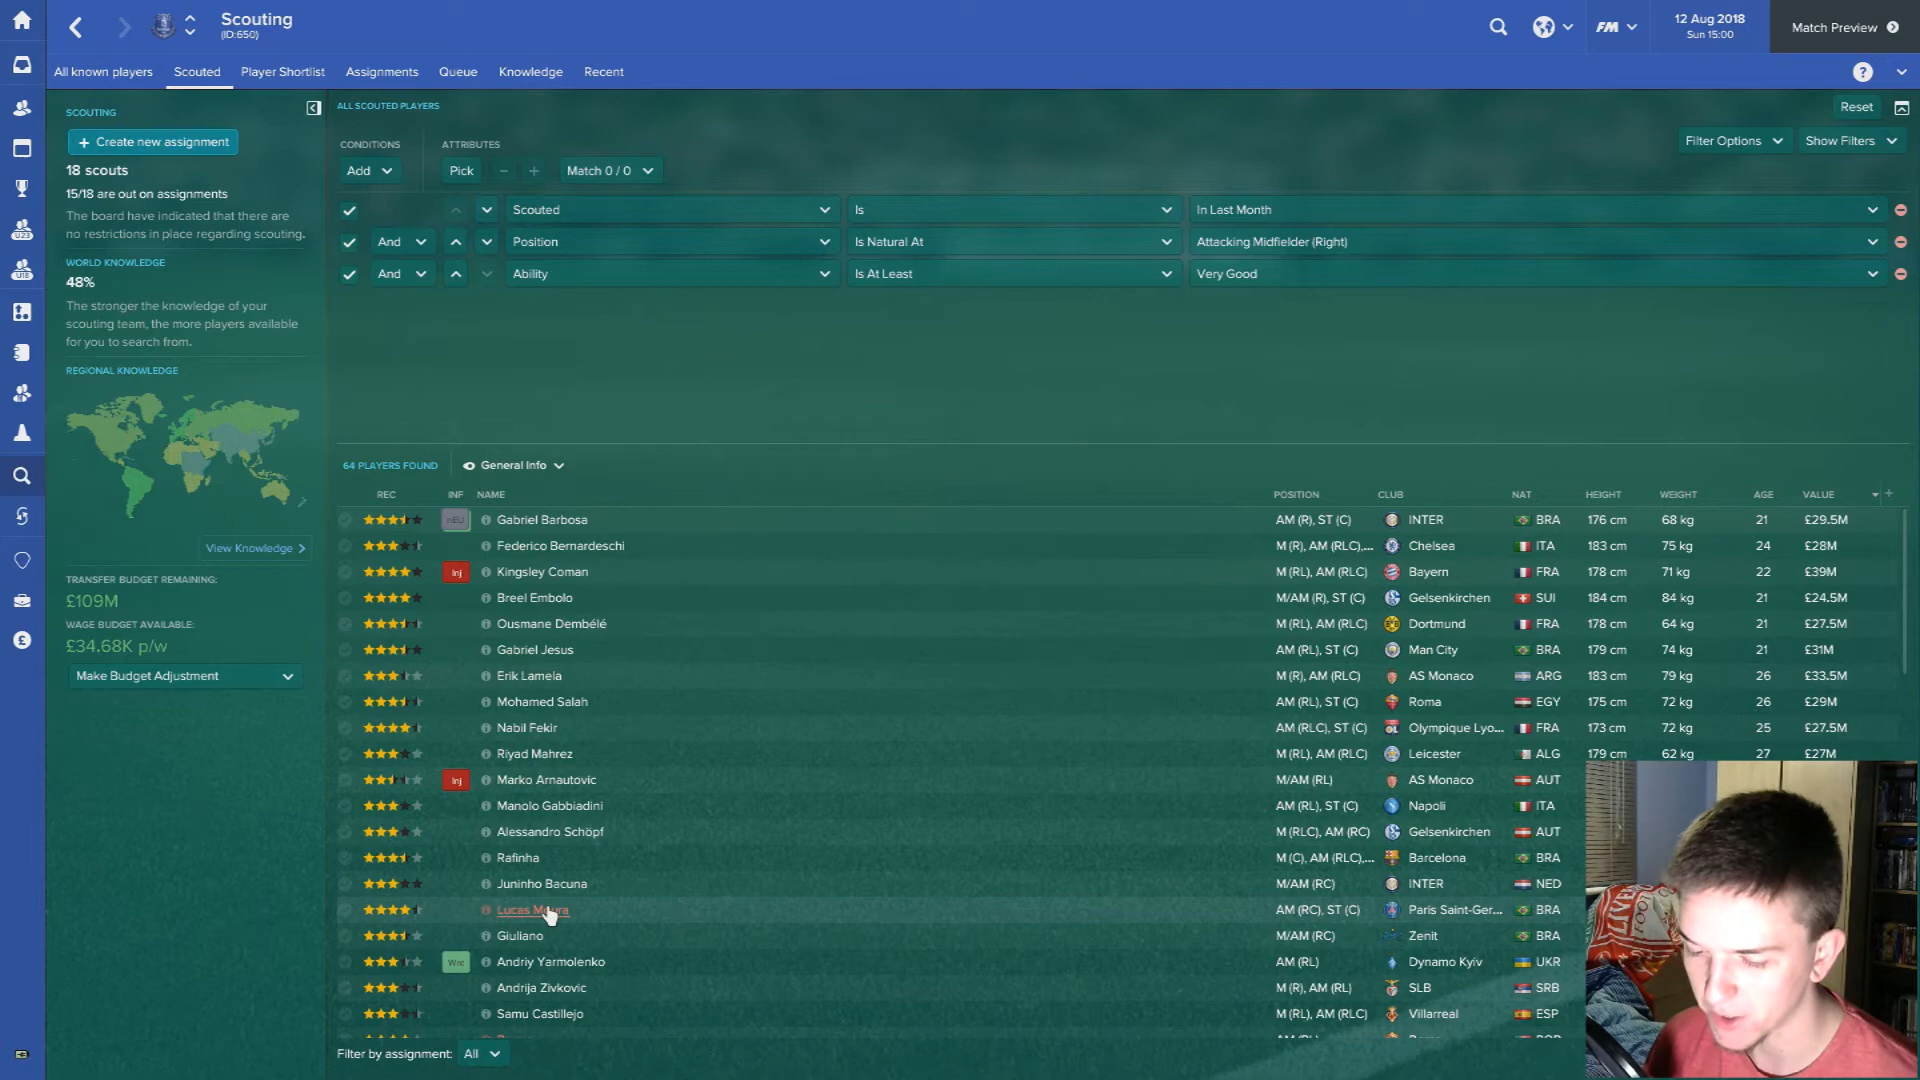 Scouting
(ID:650)
FM
12 Aug 2018
Sun 15:00
Match Preview
All known players Scouted Player Shortlist Assignments Queue Knowledge Recent
?
SCOUTING
+ Create new assignment
18 scouts
15/18 are out on assignments
The board have indicated that there are
no restrictions in place regarding scouting.
WORLD KNOWLEDGE
48%
The stronger the knowledge of your
scouting team, the more players available
for you to search from.
REGIONAL KNOWLEDGE
View Knowledge
TRANSFER BUDGET REMAINING:
£109M
WAGE BUDGET AVAILABLE:
£34.68K p/w
Make Budget Adjustment
ALL SCOUTED PLAYERS
Reset
CONDITIONS ATTRIBUTES
Filter Options Show Filters
Add Pick - + Match 0 / 0
Scouted Is In Last Month
And Position Is Natural At Attacking Midfielder (Right)
And Ability Is At Least Very Good
64 PLAYERS FOUND General Info
REC INF NAME POSITION CLUB NAT HEIGHT WEIGHT AGE VALUE +
nEU Gabriel Barbosa AM (R), ST (C) INTER BRA 176 cm 68 kg 21 £29.5M
Federico Bernardeschi M (R), AM (RLC),... Chelsea ITA 183 cm 75 kg 24 £28M
Inj Kingsley Coman M (RL), AM (RLC) Bayern FRA 178 cm 71 kg 22 £39M
Breel Embolo M/AM (R), ST (C) Gelsenkirchen SUI 184 cm 84 kg 21 £24.5M
Ousmane Dembélé M (RL), AM (RLC) Dortmund FRA 178 cm 64 kg 21 £27.5M
Gabriel Jesus AM (RL), ST (C) Man City BRA 179 cm 74 kg 21 £31M
Erik Lamela M (R), AM (RLC) AS Monaco ARG 183 cm 79 kg 26 £33.5M
Mohamed Salah AM (RL), ST (C) Roma EGY 175 cm 72 kg 26 £29M
Nabil Fekir AM (RLC), ST (C) Olympique Lyo... FRA 173 cm 72 kg 25 £27.5M
Riyad Mahrez M (RL), AM (RLC) Leicester ALG 179 cm 62 kg 27 £27M
Inj Marko Arnautovic M/AM (RL) AS Monaco AUT
Manolo Gabbiadini AM (RL), ST (C) Napoli ITA
Alessandro Schöpf M (RLC), AM (RC) Gelsenkirchen AUT
Rafinha M (C), AM (RLC),... Barcelona BRA
Juninho Bacuna M/AM (RC) INTER NED
Lucas Moura AM (RC), ST (C) Paris Saint-Ger... BRA
Giuliano M/AM (RC) Zenit BRA
Wnt Andriy Yarmolenko AM (RL) Dynamo Kyiv UKR
Andrija Zivkovic M (R), AM (RL) SLB SRB
Samu Castillejo M (RL), AM (RLC) Villarreal ESP
Filter by assignment: All